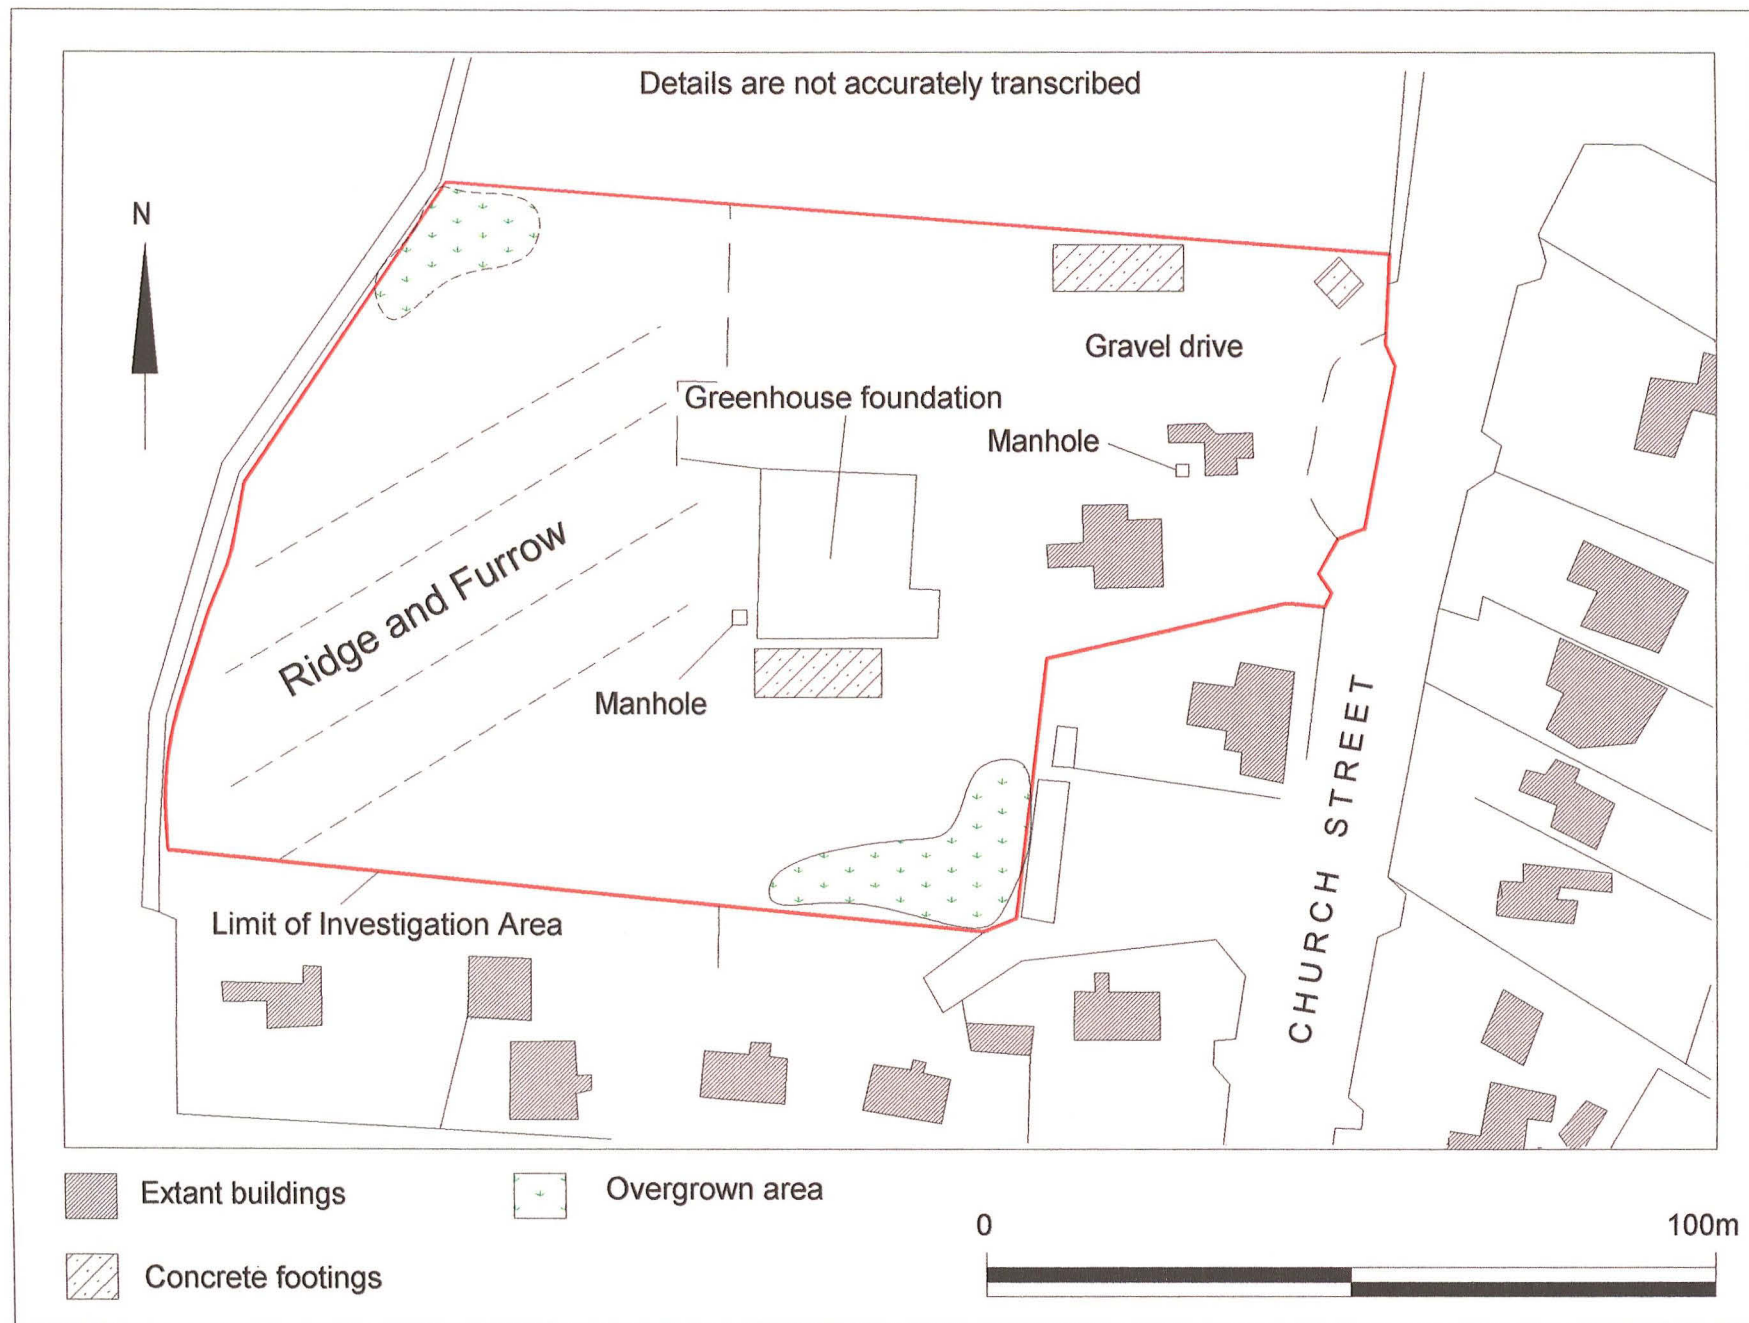 Details are not accurately transcribed
N
Gravel drive
Greenhouse foundation
Manhole
Ridge and Furrow
Manhole
CHURCH STREET
Limit of Investigation Area
Extant buildings
Overgrown area
Concrete footings
0
100m